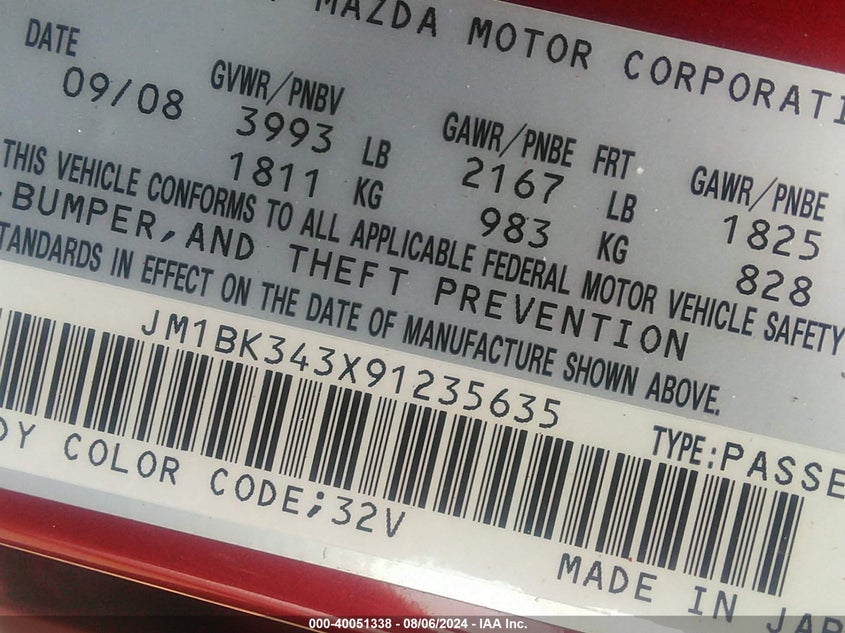 MAZDA MOTOR CORPORATI
DATE GVWR/PNBV GAWR/PNBE FRT GAWR/PNBE
09/08 3993 LB 2167 LB 1825
1811 KG 983 KG 828
THIS VEHICLE CONFORMS TO ALL APPLICABLE FEDERAL MOTOR VEHICLE SAFETY
BUMPER, AND THEFT PREVENTION
TANDARDS IN EFFECT ON THE DATE OF MANUFACTURE SHOWN ABOVE.
JM1BK343X91235635 TYPE:PASSE
DY COLOR CODE;32V
MADE IN JAP
000-40051338 - 08/06/2024 - IAA Inc.